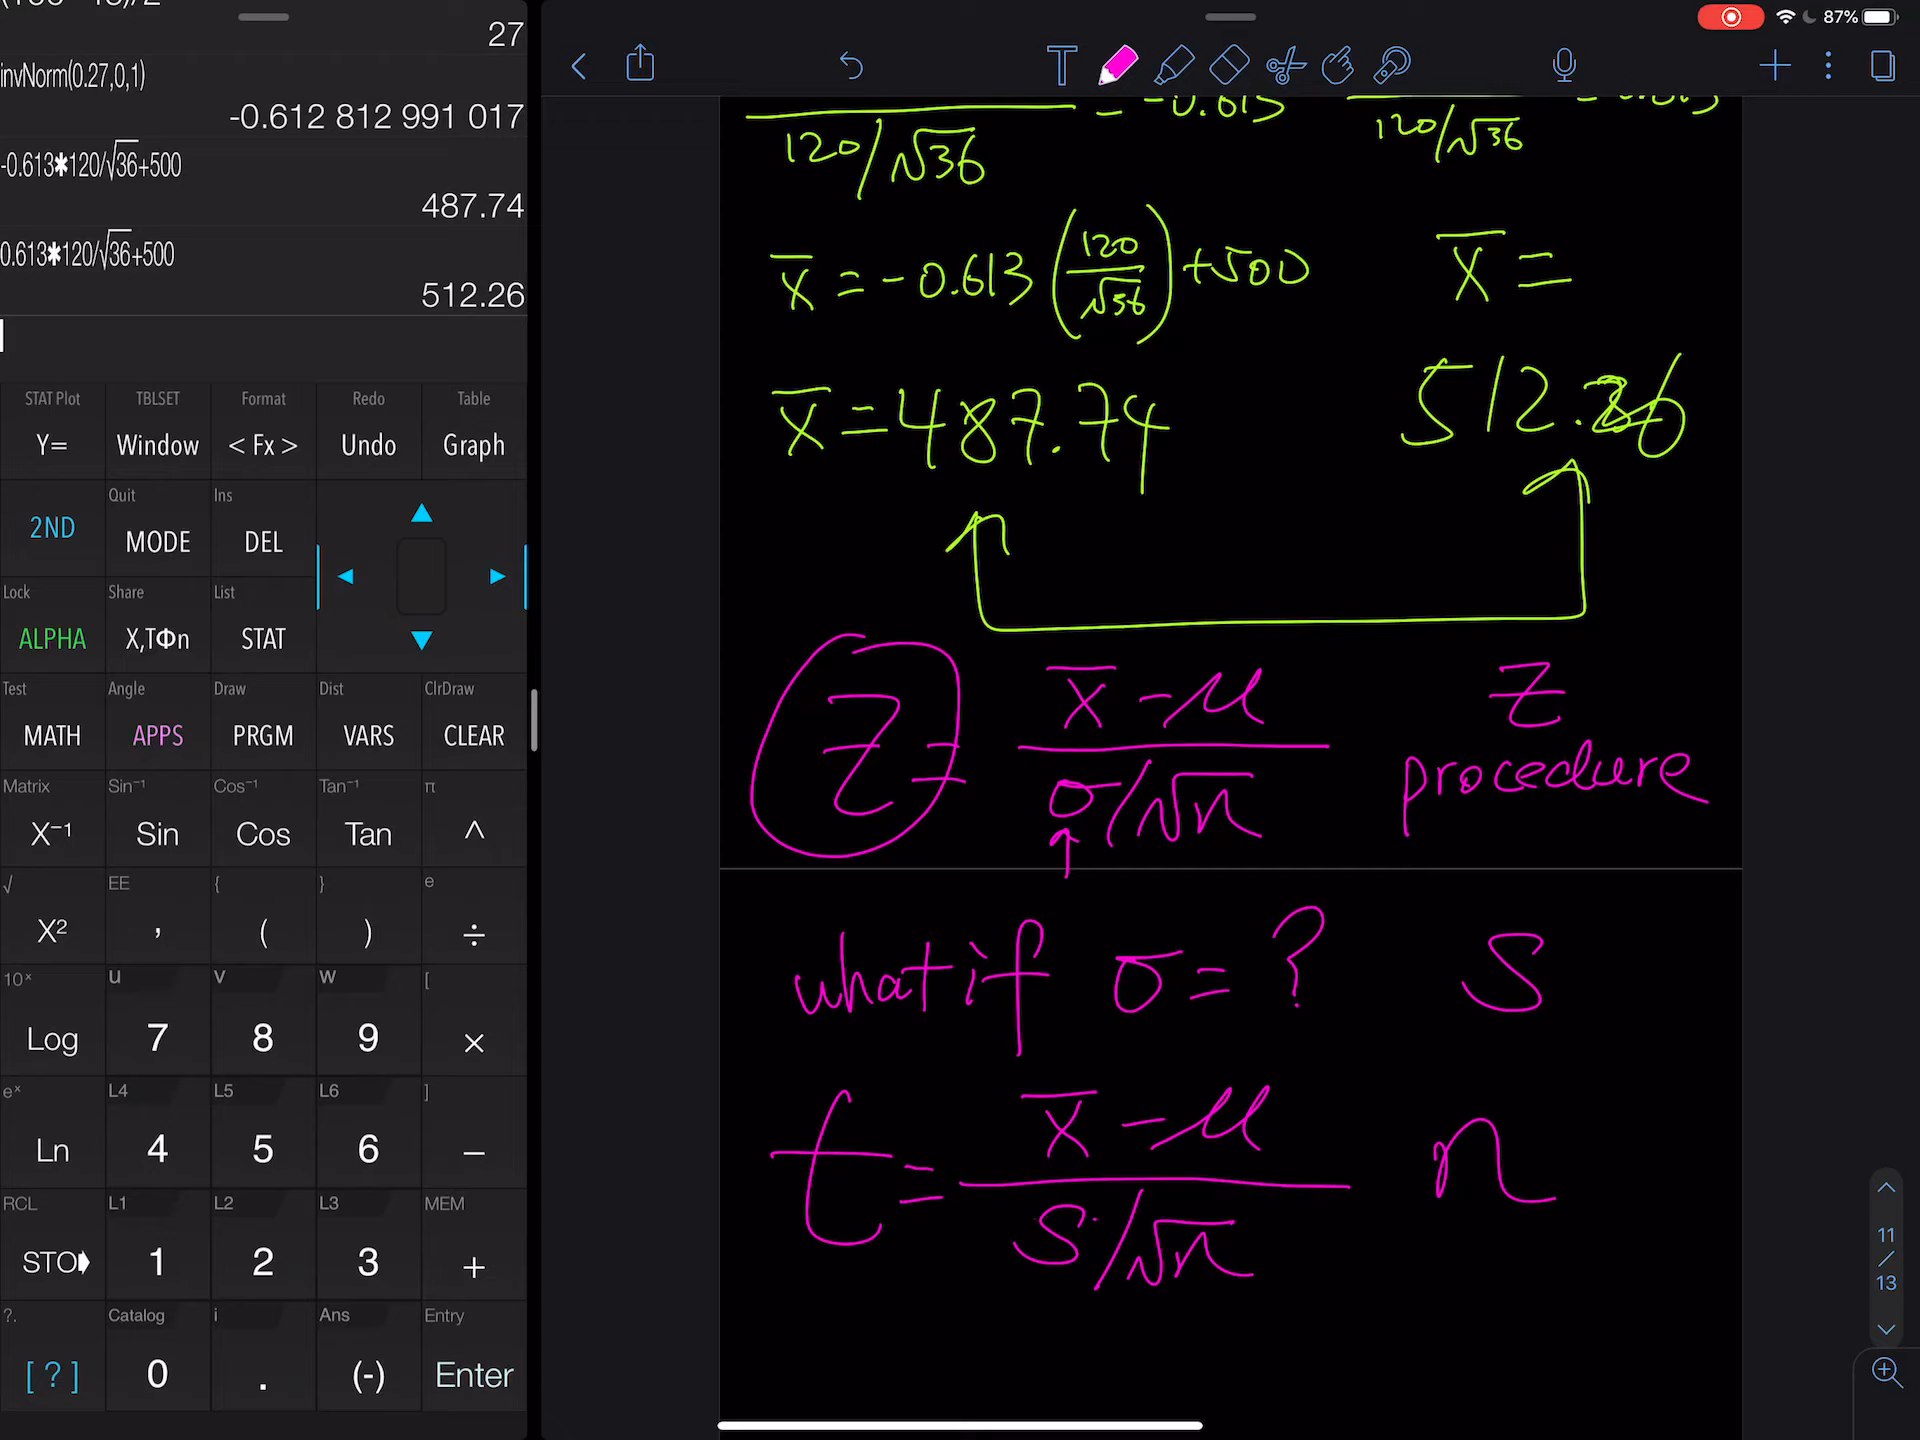 27
invNorm(0.27,0,1)
-0.612 812 991 017
-0.613✱120/√36+500
487.74
0.613✱120/√36+500
512.26
STAT Plot TBLSET Format Redo Table
Y= Window < Fx > Undo Graph
Quit Ins
2ND MODE DEL
Lock Share List
ALPHA X,TΦn STAT
Test Angle Draw Dist ClrDraw
MATH APPS PRGM VARS CLEAR
Matrix Sin⁻¹ Cos⁻¹ Tan⁻¹ π
X⁻¹ Sin Cos Tan ^
√ EE { } e
X² , ( ) ÷
10ˣ u v w [
Log 7 8 9 ×
eˣ L4 L5 L6 ]
Ln 4 5 6 −
RCL L1 L2 L3 MEM
STO 1 2 3 +
?. Catalog i Ans Entry
[ ? ] 0 . (-) Enter
87%
T
= -0.613
120/√36 120/√36
x̄ = -0.613 (120/√36) +500 x̄ =
x̄ = 487.74 512.26
Z = (x̄ - μ)/(σ/√n) Z
procedure
what if σ = ? S
t = (x̄ - μ)/(S/√n) n
11
/
13